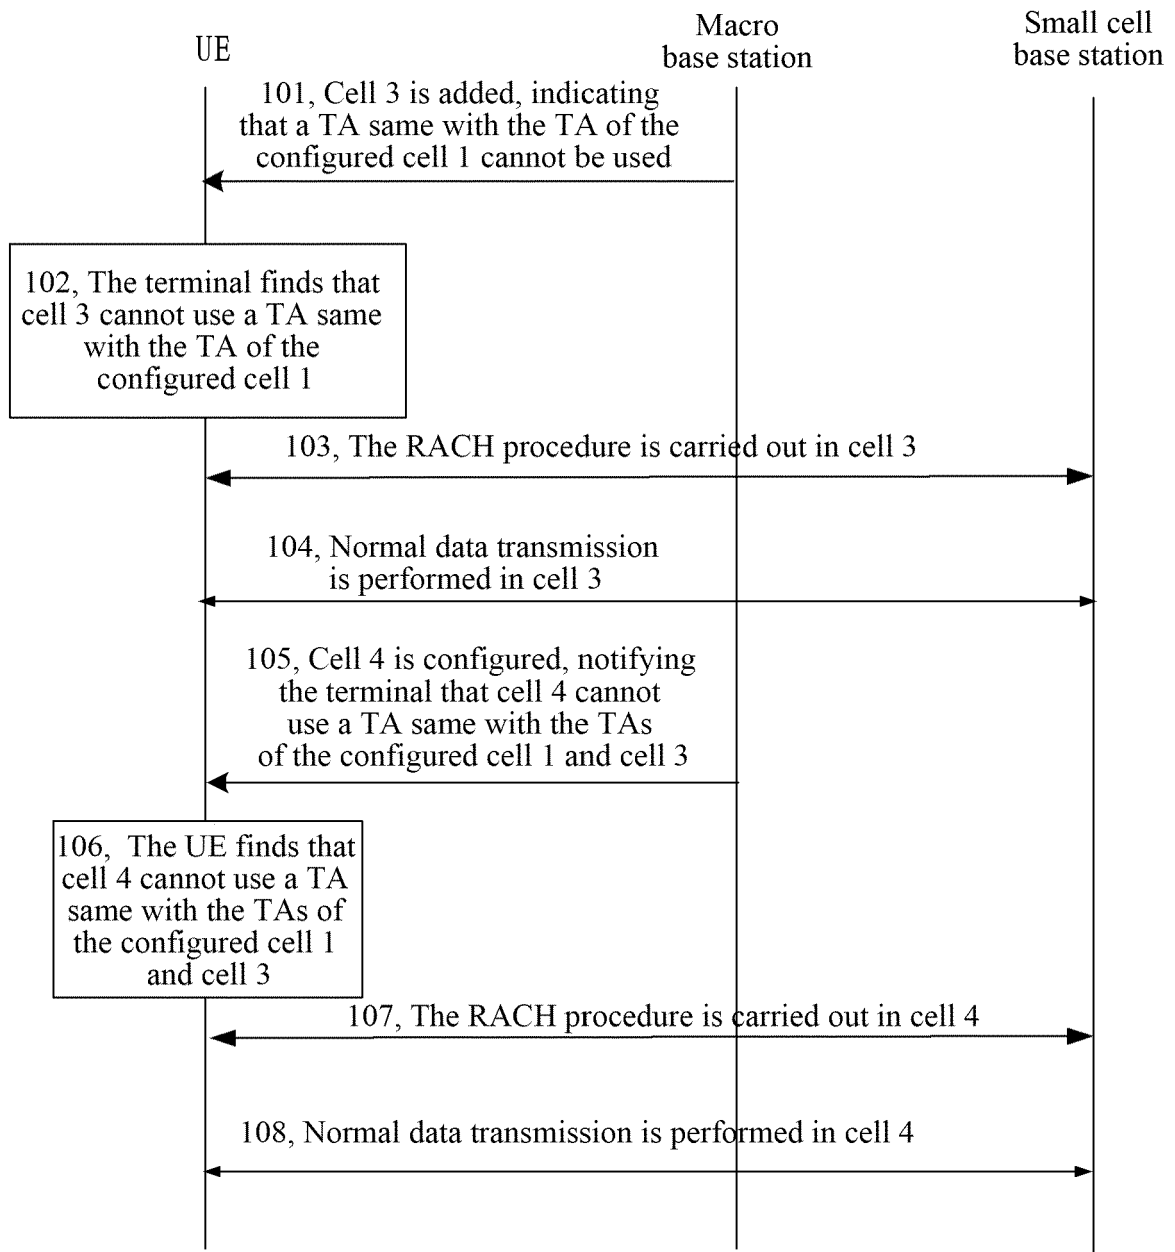 UE
Macro
base station
Small cell
base station
101, Cell 3 is added, indicating
that a TA same with the TA of the
configured cell 1 cannot be used
102, The terminal finds that
cell 3 cannot use a TA same
with the TA of the
configured cell 1
103, The RACH procedure is carried out in cell 3
104, Normal data transmission
is performed in cell 3
105, Cell 4 is configured, notifying
the terminal that cell 4 cannot
use a TA same with the TAs
of the configured cell 1 and cell 3
106, The UE finds that
cell 4 cannot use a TA
same with the TAs of
the configured cell 1
and cell 3
107, The RACH procedure is carried out in cell 4
108, Normal data transmission is performed in cell 4